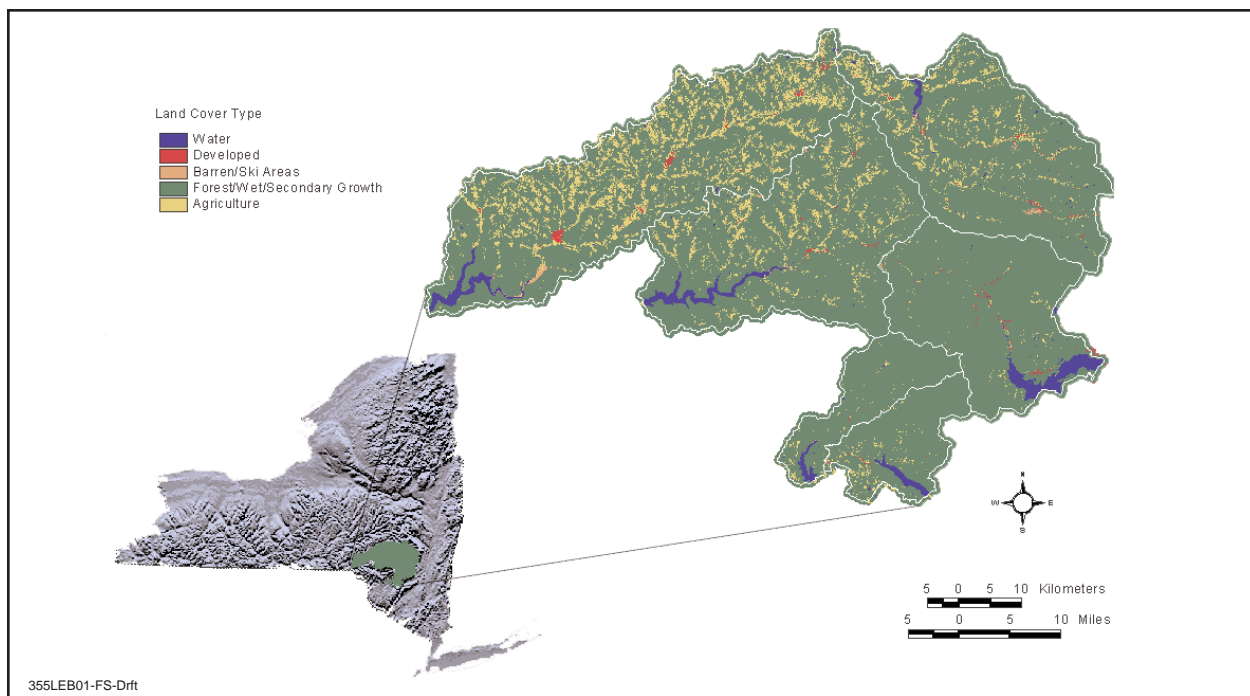 Land Cover Type
Water
Developed
Barren/Ski Areas
Forest/Wet/Secondary Growth
Agriculture
N
W E
S
5 0 5 10 Kilometers
5 0 5 10 Miles
355LEB01-FS-Drft